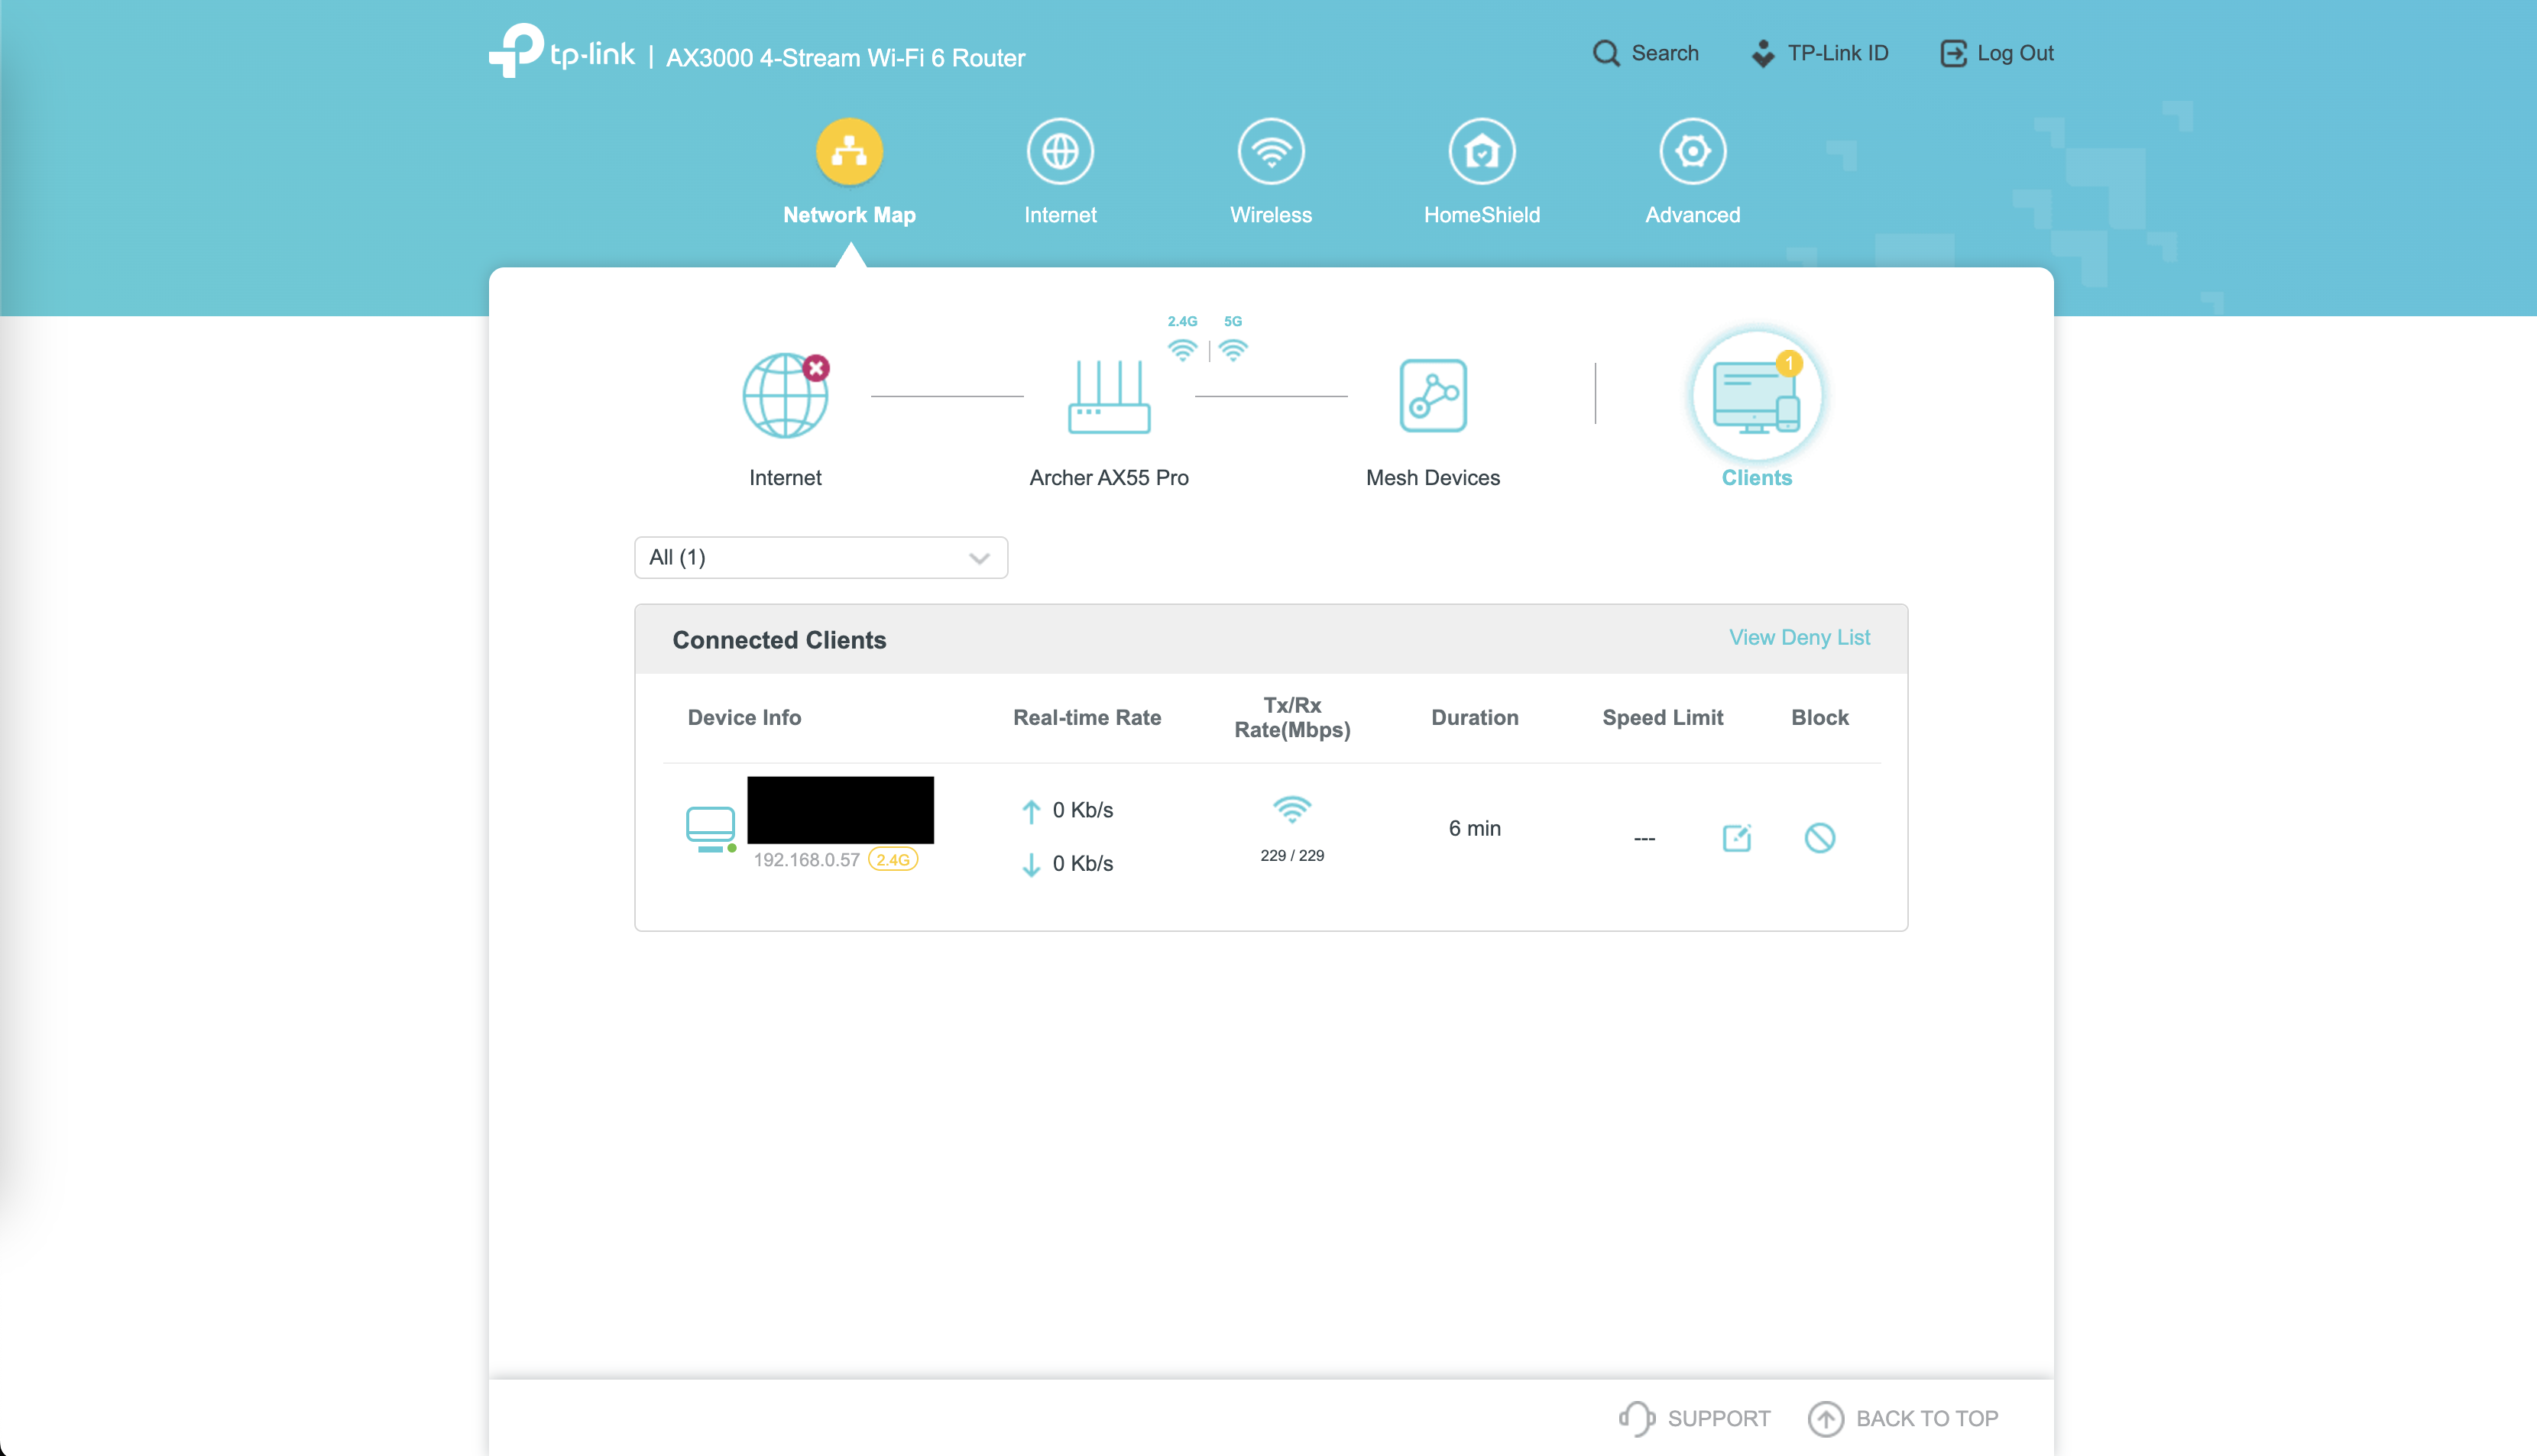 tp-link | AX3000 4-Stream Wi-Fi 6 Router
Search
TP-Link ID
Log Out
Network Map
Internet
Wireless
HomeShield
Advanced
2.4G
5G
1
Internet
Archer AX55 Pro
Mesh Devices
Clients
All (1)
Connected Clients
View Deny List
Device Info
Real-time Rate
Tx/Rx
Rate(Mbps)
Duration
Speed Limit
Block
192.168.0.57 2.4G
0 Kb/s
0 Kb/s
229 / 229
6 min
---
SUPPORT
BACK TO TOP